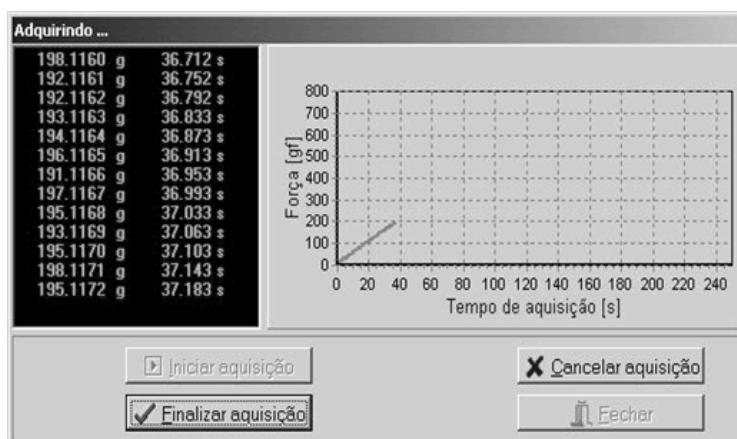 Adquirindo ...
198.1160 g 36.712 s
192.1161 g 36.752 s
192.1162 g 36.792 s
193.1163 g 36.833 s
194.1164 g 36.873 s
196.1165 g 36.913 s
191.1166 g 36.953 s
197.1167 g 36.993 s
195.1168 g 37.033 s
193.1169 g 37.063 s
195.1170 g 37.103 s
198.1171 g 37.143 s
195.1172 g 37.183 s
Força [gf]
800
700
600
500
400
300
200
100
0
0 20 40 60 80 100 120 140 160 180 200 220 240
Tempo de aquisição [s]
Iniciar aquisição
Cancelar aquisição
Finalizar aquisição
Fechar